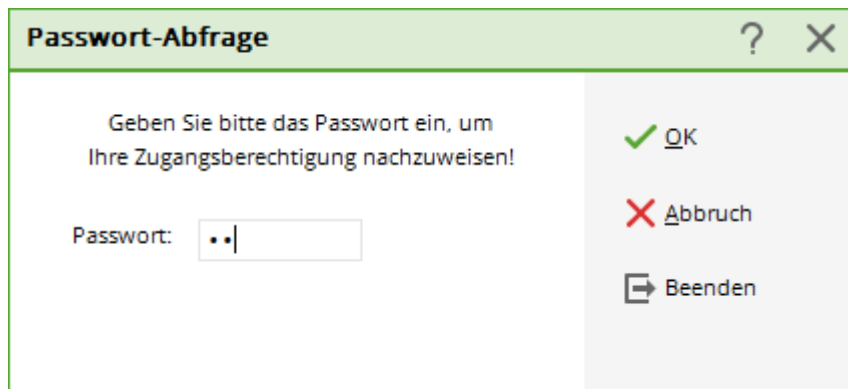 Passwort-Abfrage
Geben Sie bitte das Passwort ein, um
Ihre Zugangsberechtigung nachzuweisen!
Passwort: ••
OK
Abbruch
Beenden